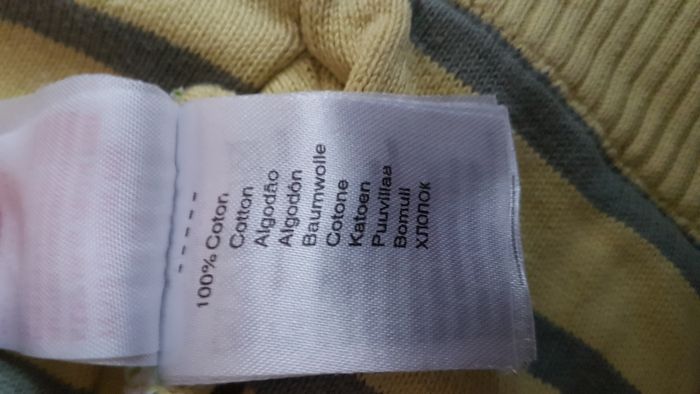 -----
100% Coton
Cotton
Algodão
Algodón
Baumwolle
Cotone
Katoen
Puuvillaa
Bomull
ХЛОПОК